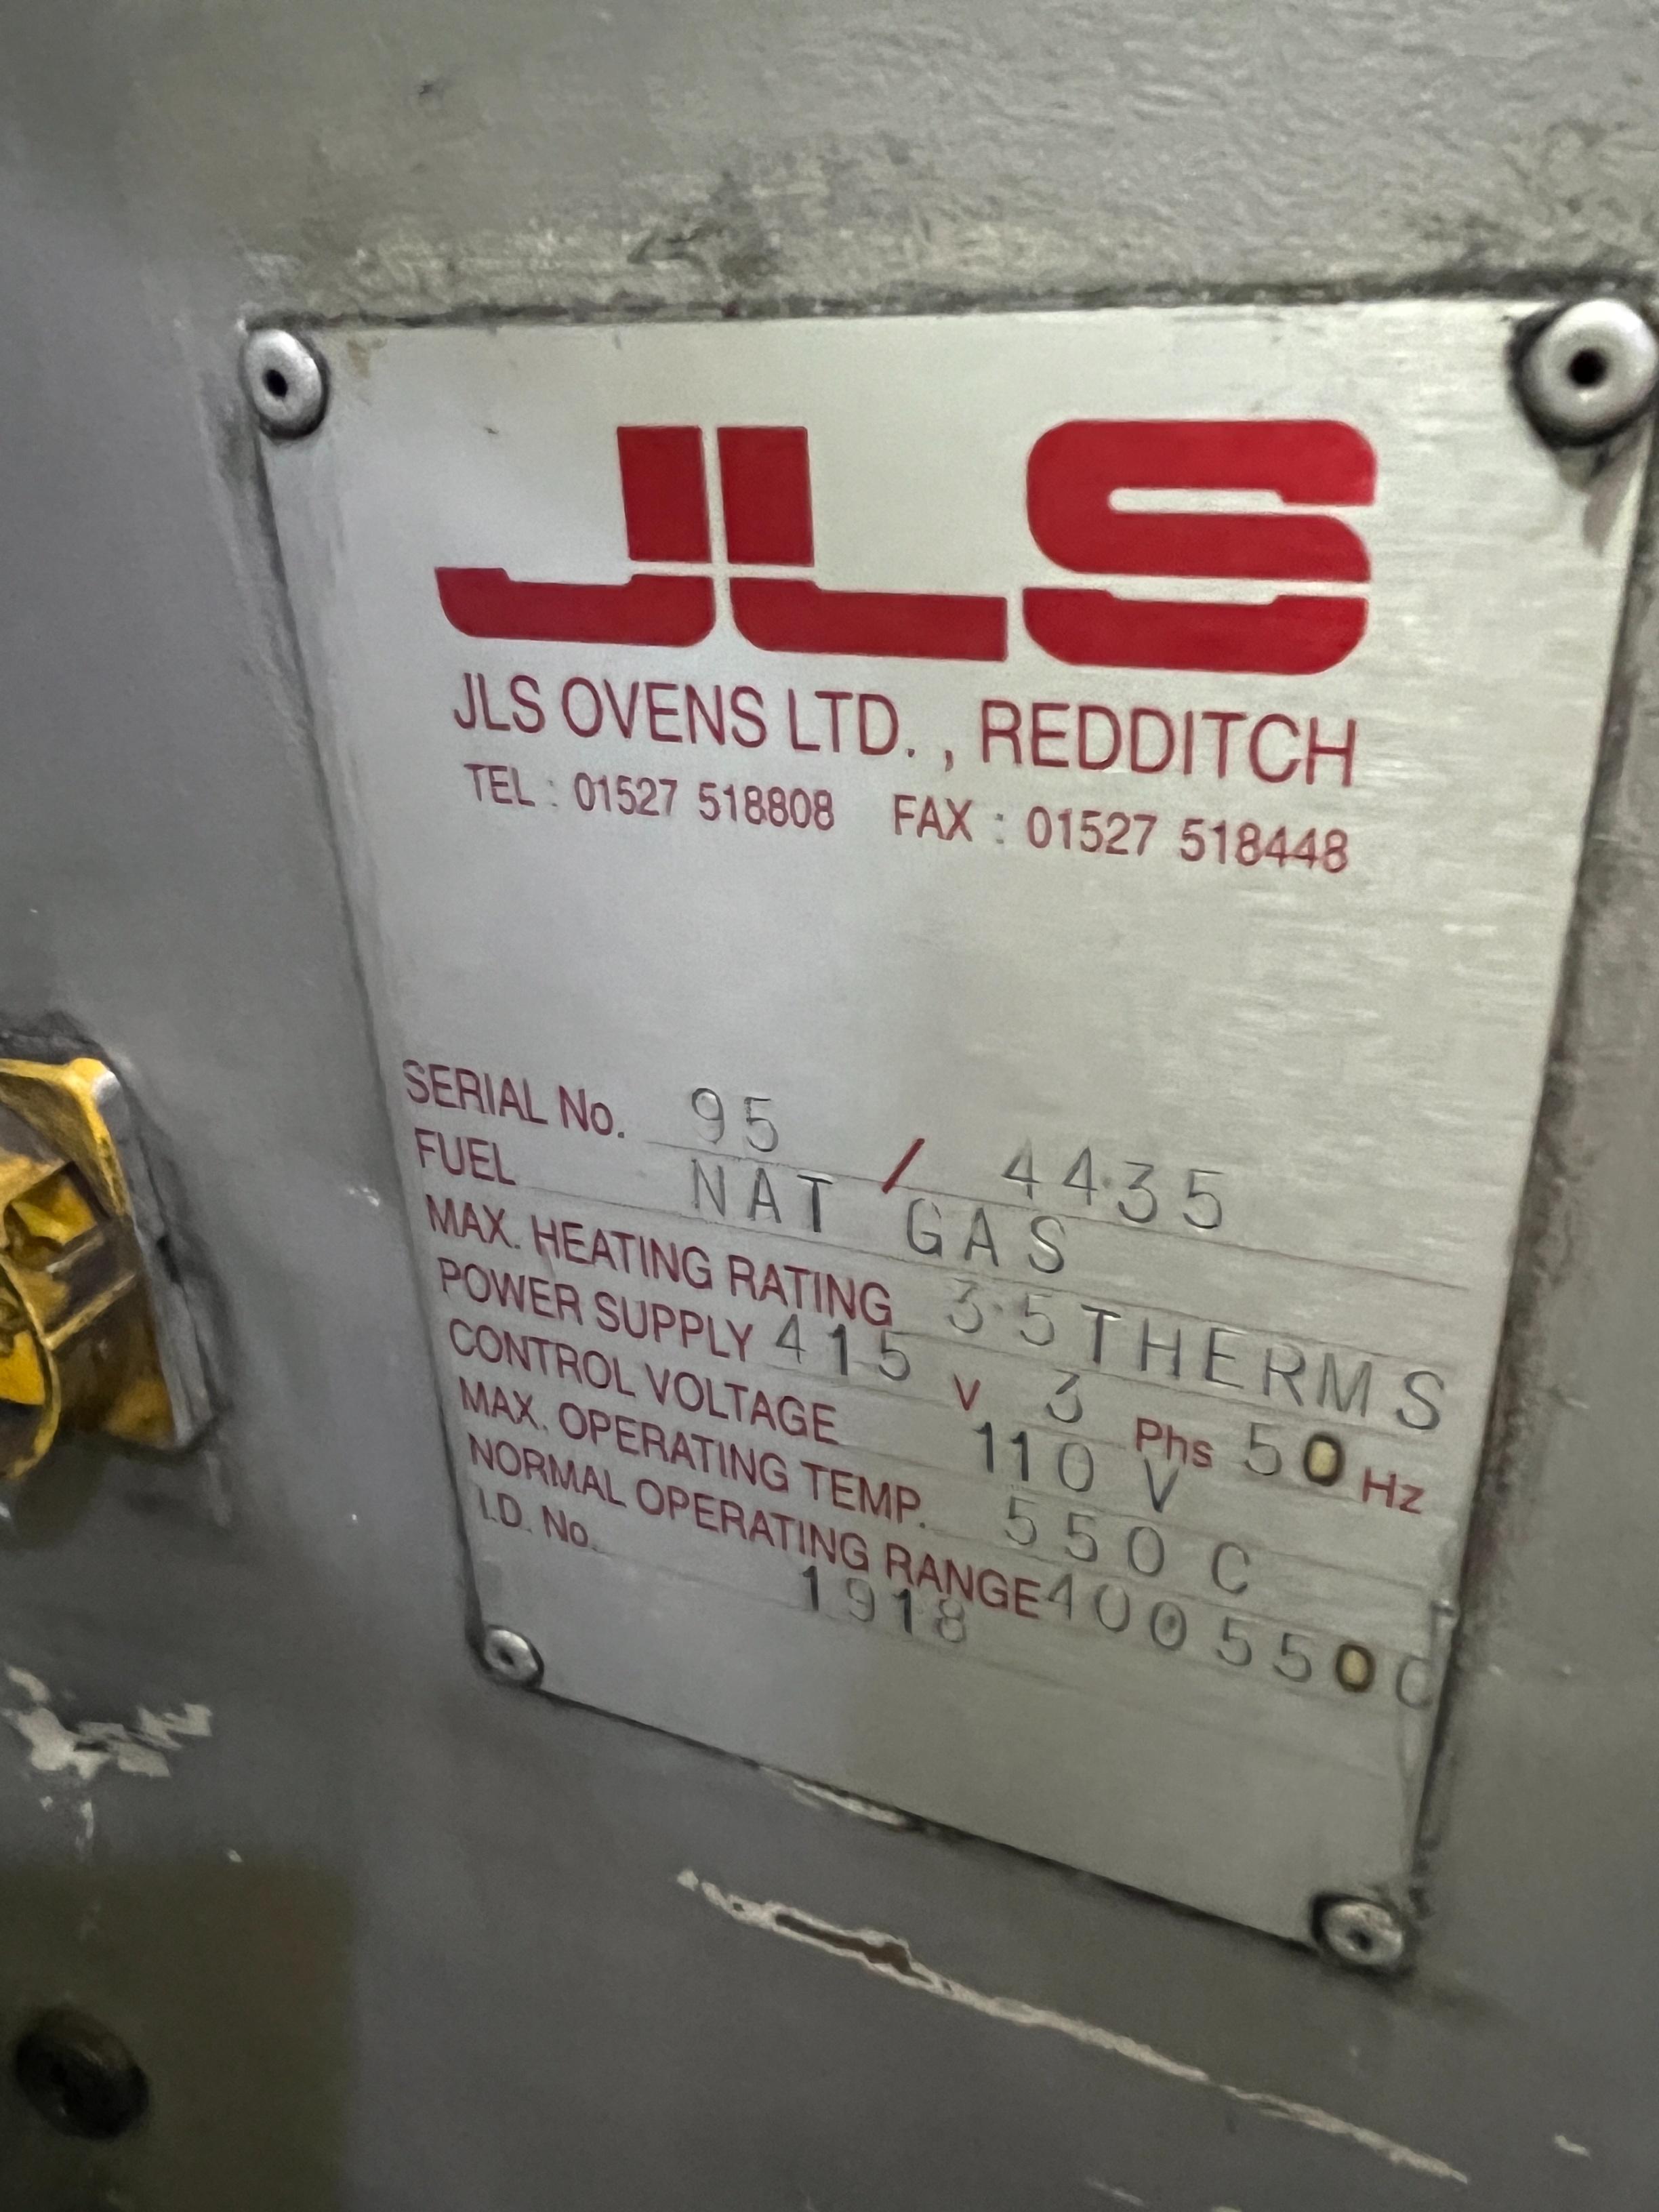 JLS
JLS OVENS LTD. , REDDITCH
TEL : 01527 518808 FAX : 01527 518448
SERIAL No. 95 / 4435
FUEL NAT GAS
MAX. HEATING RATING 3·5 THERMS
POWER SUPPLY 415 V 3 Phs 50 Hz
CONTROL VOLTAGE 110 V
MAX. OPERATING TEMP. 550 C
NORMAL OPERATING RANGE 400 550 C
I.D. No. 1918